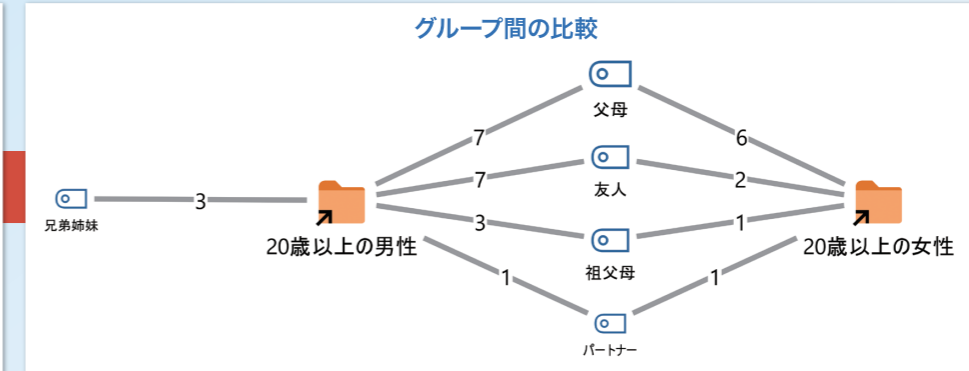 グループ間の比較
父母
7
6
友人
7
2
兄弟姉妹
3
20歳以上の男性
3
1
20歳以上の女性
祖父母
1
1
パートナー